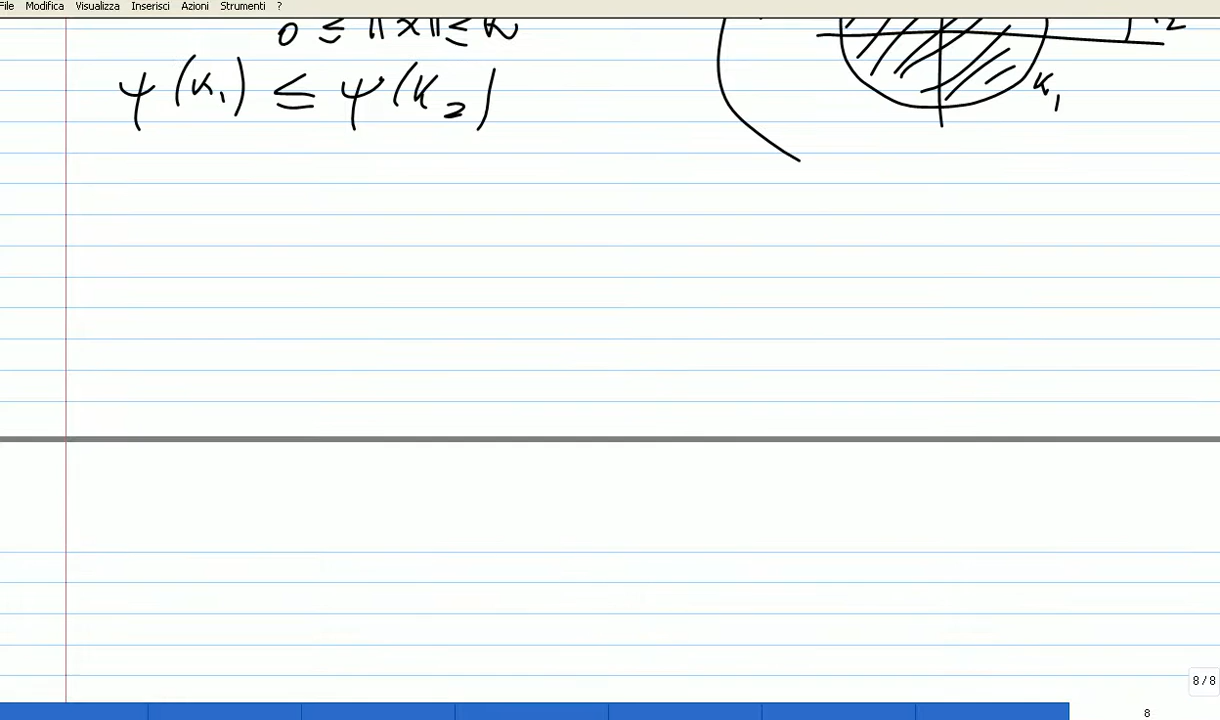 File Modifica Visualizza Inserisci Azioni Strumenti ?
0 ≤ ||x|| ≤ K
ψ(K₁) ≤ ψ(K₂)
K₁
8/8
8